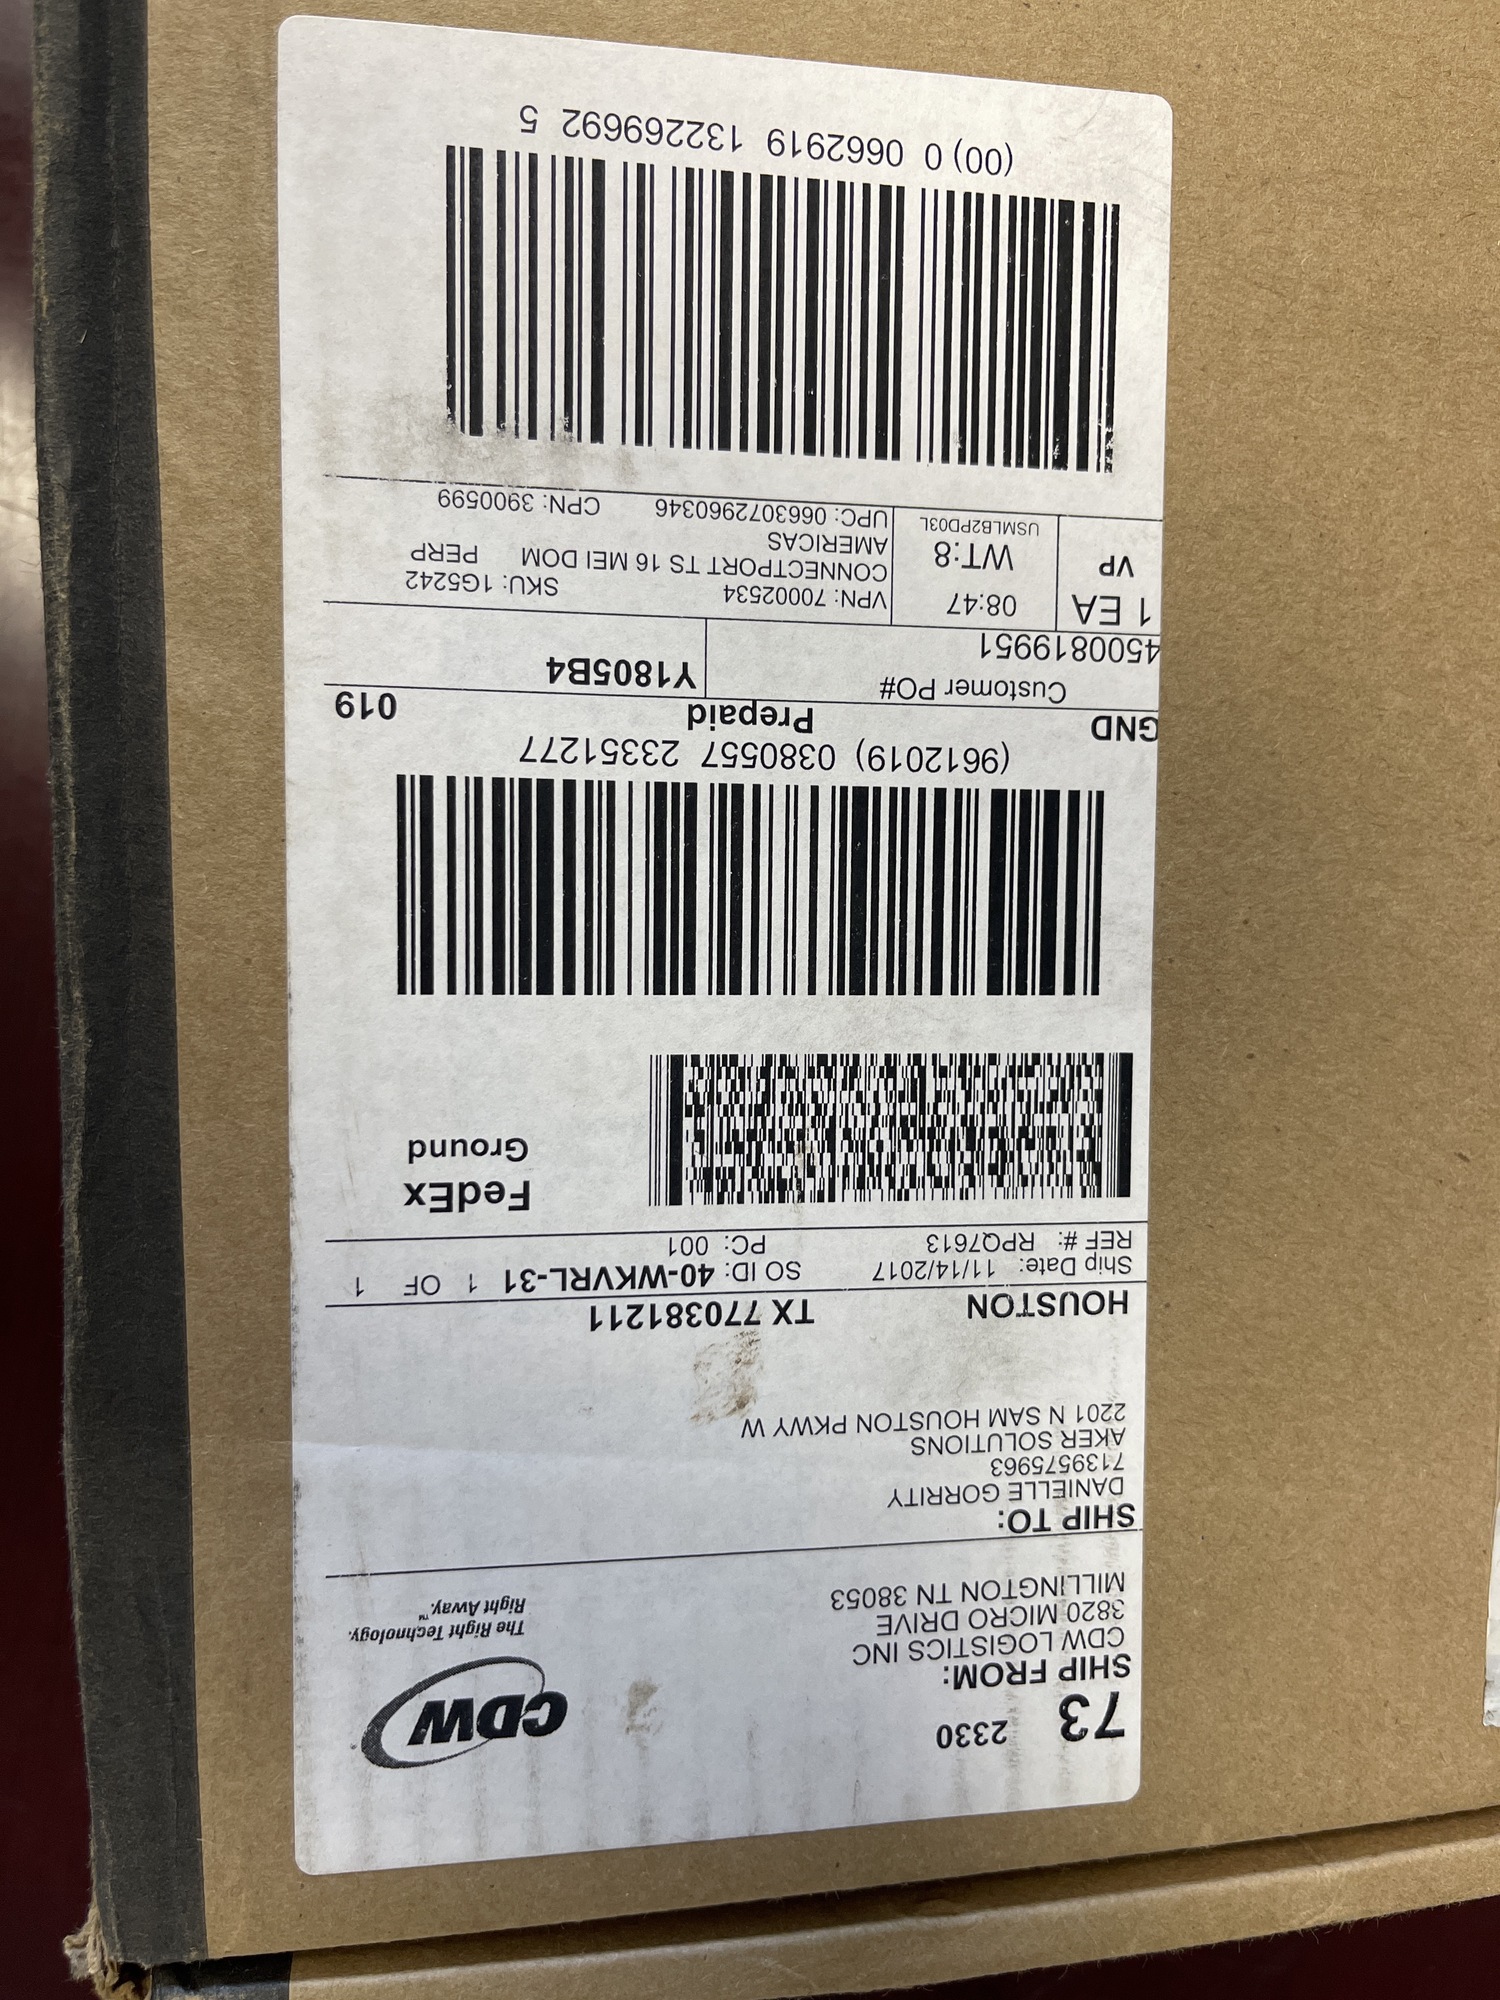 73 2330
CDW
The Right Technology.
Right Away.™
SHIP FROM:
CDW LOGISTICS INC
3820 MICRO DRIVE
MILLINGTON TN 38053
SHIP TO:
DANIELLE GORRITY
7139575963
AKER SOLUTIONS
2201 N SAM HOUSTON PKWY W
HOUSTON TX 770381211
Ship Date: 11/14/2017 SO ID: 40-WKVRL-31 1 OF 1
REF #: RPQ7613 PC: 001
FedEx
Ground
(9612019) 0380557 23351277
GND Prepaid 019
Customer PO#
4500819951
Y1805B4
1 EA
VP
08:47
WT:8
USMLB2PD03L
VPN: 70002534 SKU: 1G5242
CONNECTPORT TS 16 MEI DOM PERP
AMERICAS
UPC: 0663072960346 CPN: 3900599
(00) 0 0662919 132269692 5